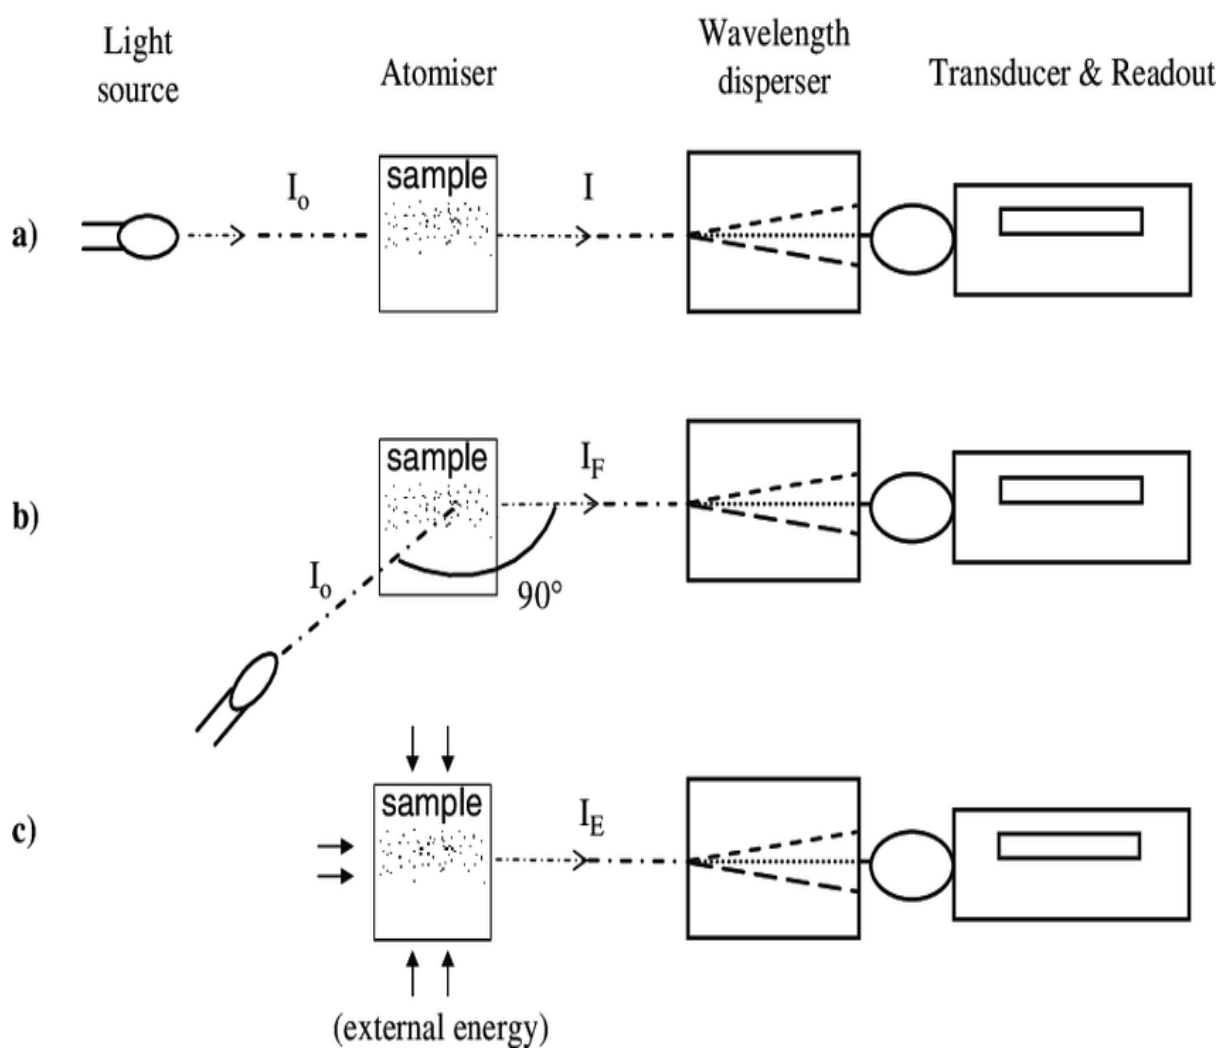 Light
source
Atomiser
Wavelength
disperser
Transducer & Readout
a)
Io
sample
I
b)
sample
IF
Io
90°
c)
sample
IE
(external energy)